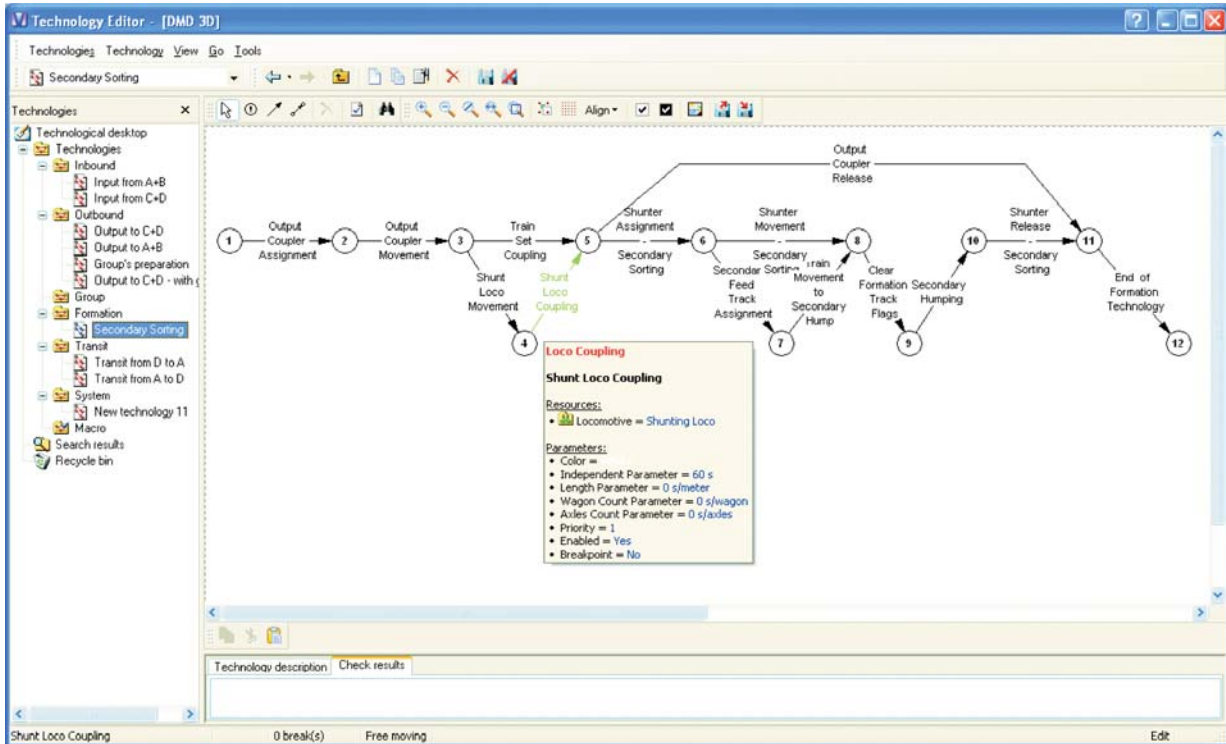 Technology Editor - [DMD 3D]
Technologies Technology View Go Tools
Secondary Sorting
Technologies
Align
Technological desktop
Technologies
Inbound
Input from A+B
Input from C+D
Outbound
Output to C+D
Output to A+B
Group's preparation
Output to C+D - with g
Group
Formation
Secondary Sorting
Transit
Transit from D to A
Transit from A to D
System
New technology 11
Macro
Search results
Recycle bin
Output
Coupler
Release
1
Output
Coupler
Assignment
2
Output
Coupler
Movement
3
Train
Set
Coupling
5
Shunter
Assignment
-
Secondary
Sorting
6
Shunter
Movement
-
Secondary
Sorting
8
10
Shunter
Release
-
Secondary
Sorting
11
Shunt
Loco
Movement
4
Shunt
Loco
Coupling
Secondary
Feed
Track
Assignment
7
Train
Movement
to
Secondary
Hump
Clear
Formation
Track
Flags
9
Secondary
Humping
End of
Formation
Technology
12
Loco Coupling
Shunt Loco Coupling
Resources:
• Locomotive = Shunting Loco
Parameters:
• Color =
• Independent Parameter = 60 s
• Length Parameter = 0 s/meter
• Wagon Count Parameter = 0 s/wagon
• Axles Count Parameter = 0 s/axles
• Priority = 1
• Enabled = Yes
• Breakpoint = No
Technology description
Check results
Shunt Loco Coupling
0 break(s)
Free moving
Edit